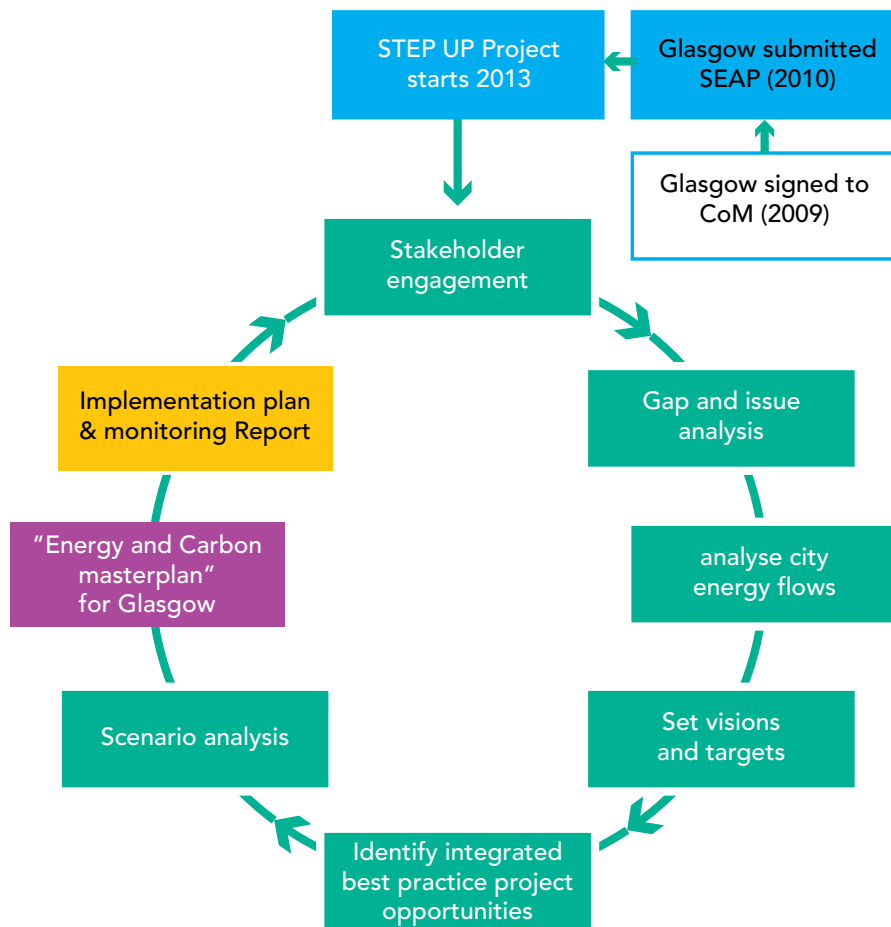 STEP UP Project
starts 2013
Glasgow submitted
SEAP (2010)
Glasgow signed to
CoM (2009)
Stakeholder
engagement
Implementation plan
& monitoring Report
Gap and issue
analysis
“Energy and Carbon
masterplan”
for Glasgow
analyse city
energy flows
Scenario analysis
Set visions
and targets
Identify integrated
best practice project
opportunities